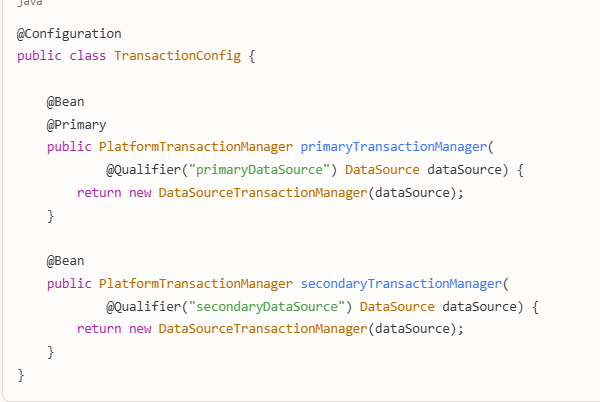 java
@Configuration
public class TransactionConfig {
@Bean
@Primary
public PlatformTransactionManager primaryTransactionManager(
@Qualifier("primaryDataSource") DataSource dataSource) {
return new DataSourceTransactionManager(dataSource);
}
@Bean
public PlatformTransactionManager secondaryTransactionManager(
@Qualifier("secondaryDataSource") DataSource dataSource) {
return new DataSourceTransactionManager(dataSource);
}
}